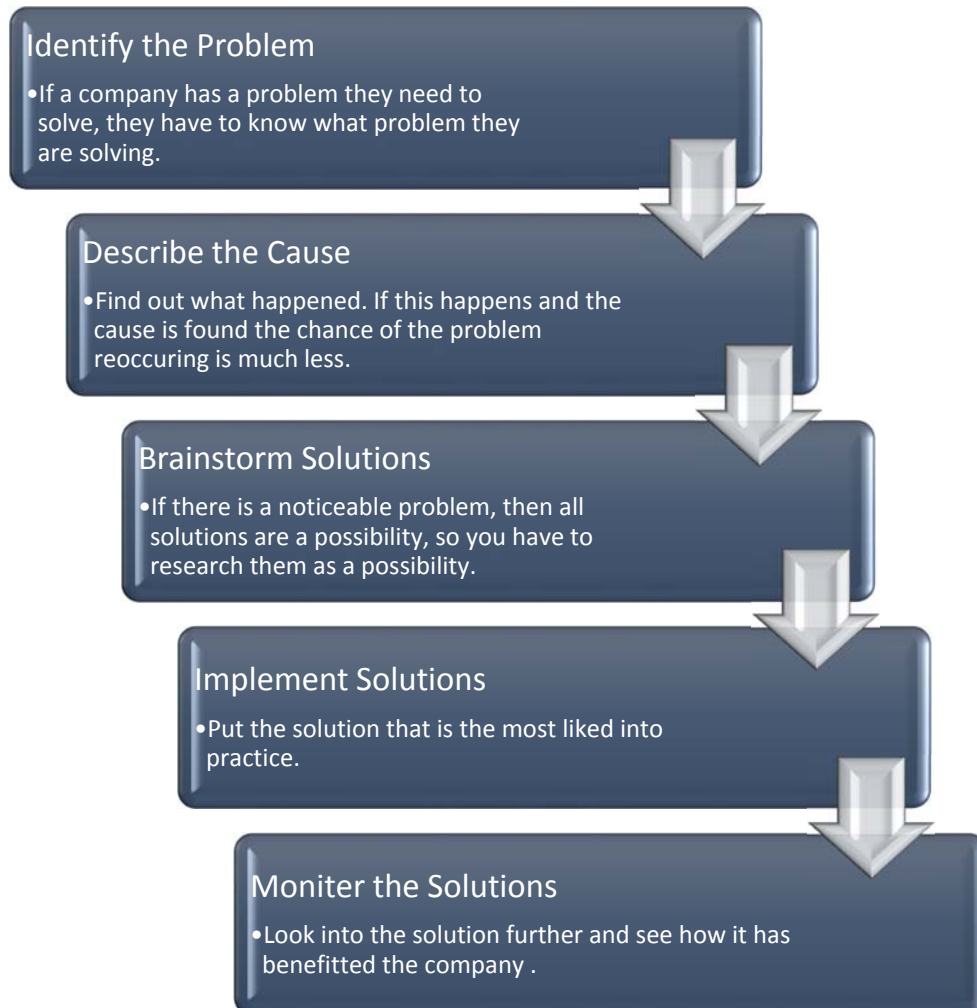 Identify the Problem
•If a company has a problem they need to
solve, they have to know what problem they
are solving.
Describe the Cause
•Find out what happened. If this happens and the
cause is found the chance of the problem
reoccuring is much less.
Brainstorm Solutions
•If there is a noticeable problem, then all
solutions are a possibility, so you have to
research them as a possibility.
Implement Solutions
•Put the solution that is the most liked into
practice.
Moniter the Solutions
•Look into the solution further and see how it has
benefitted the company .